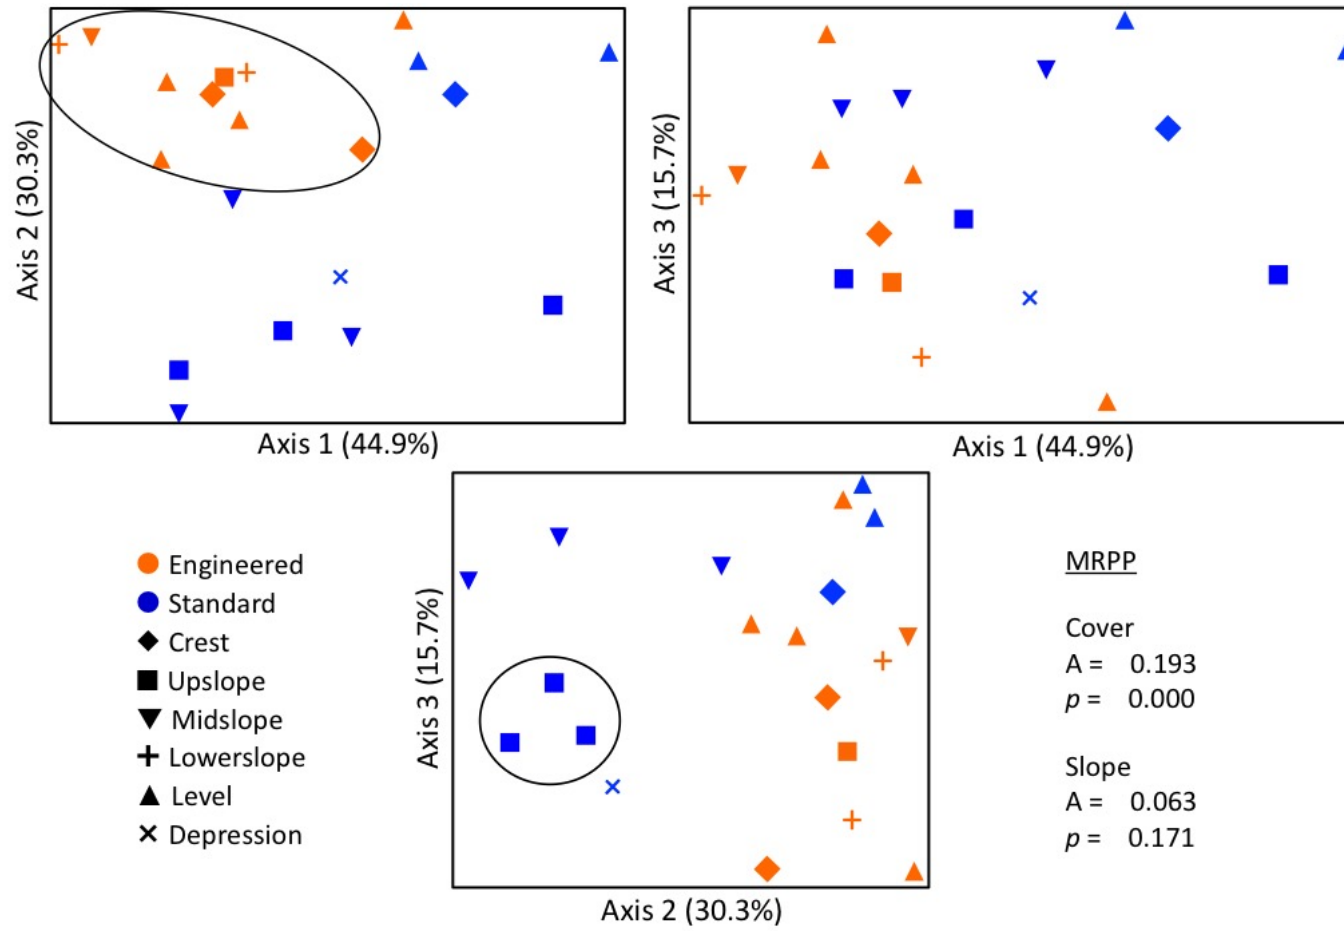 Axis 2 (30.3%)
Axis 1 (44.9%)
Axis 3 (15.7%)
Axis 1 (44.9%)
Axis 3 (15.7%)
Axis 2 (30.3%)
Engineered
Standard
Crest
Upslope
Midslope
Lowerslope
Level
Depression
MRPP
Cover
A = 0.193
p = 0.000
Slope
A = 0.063
p = 0.171